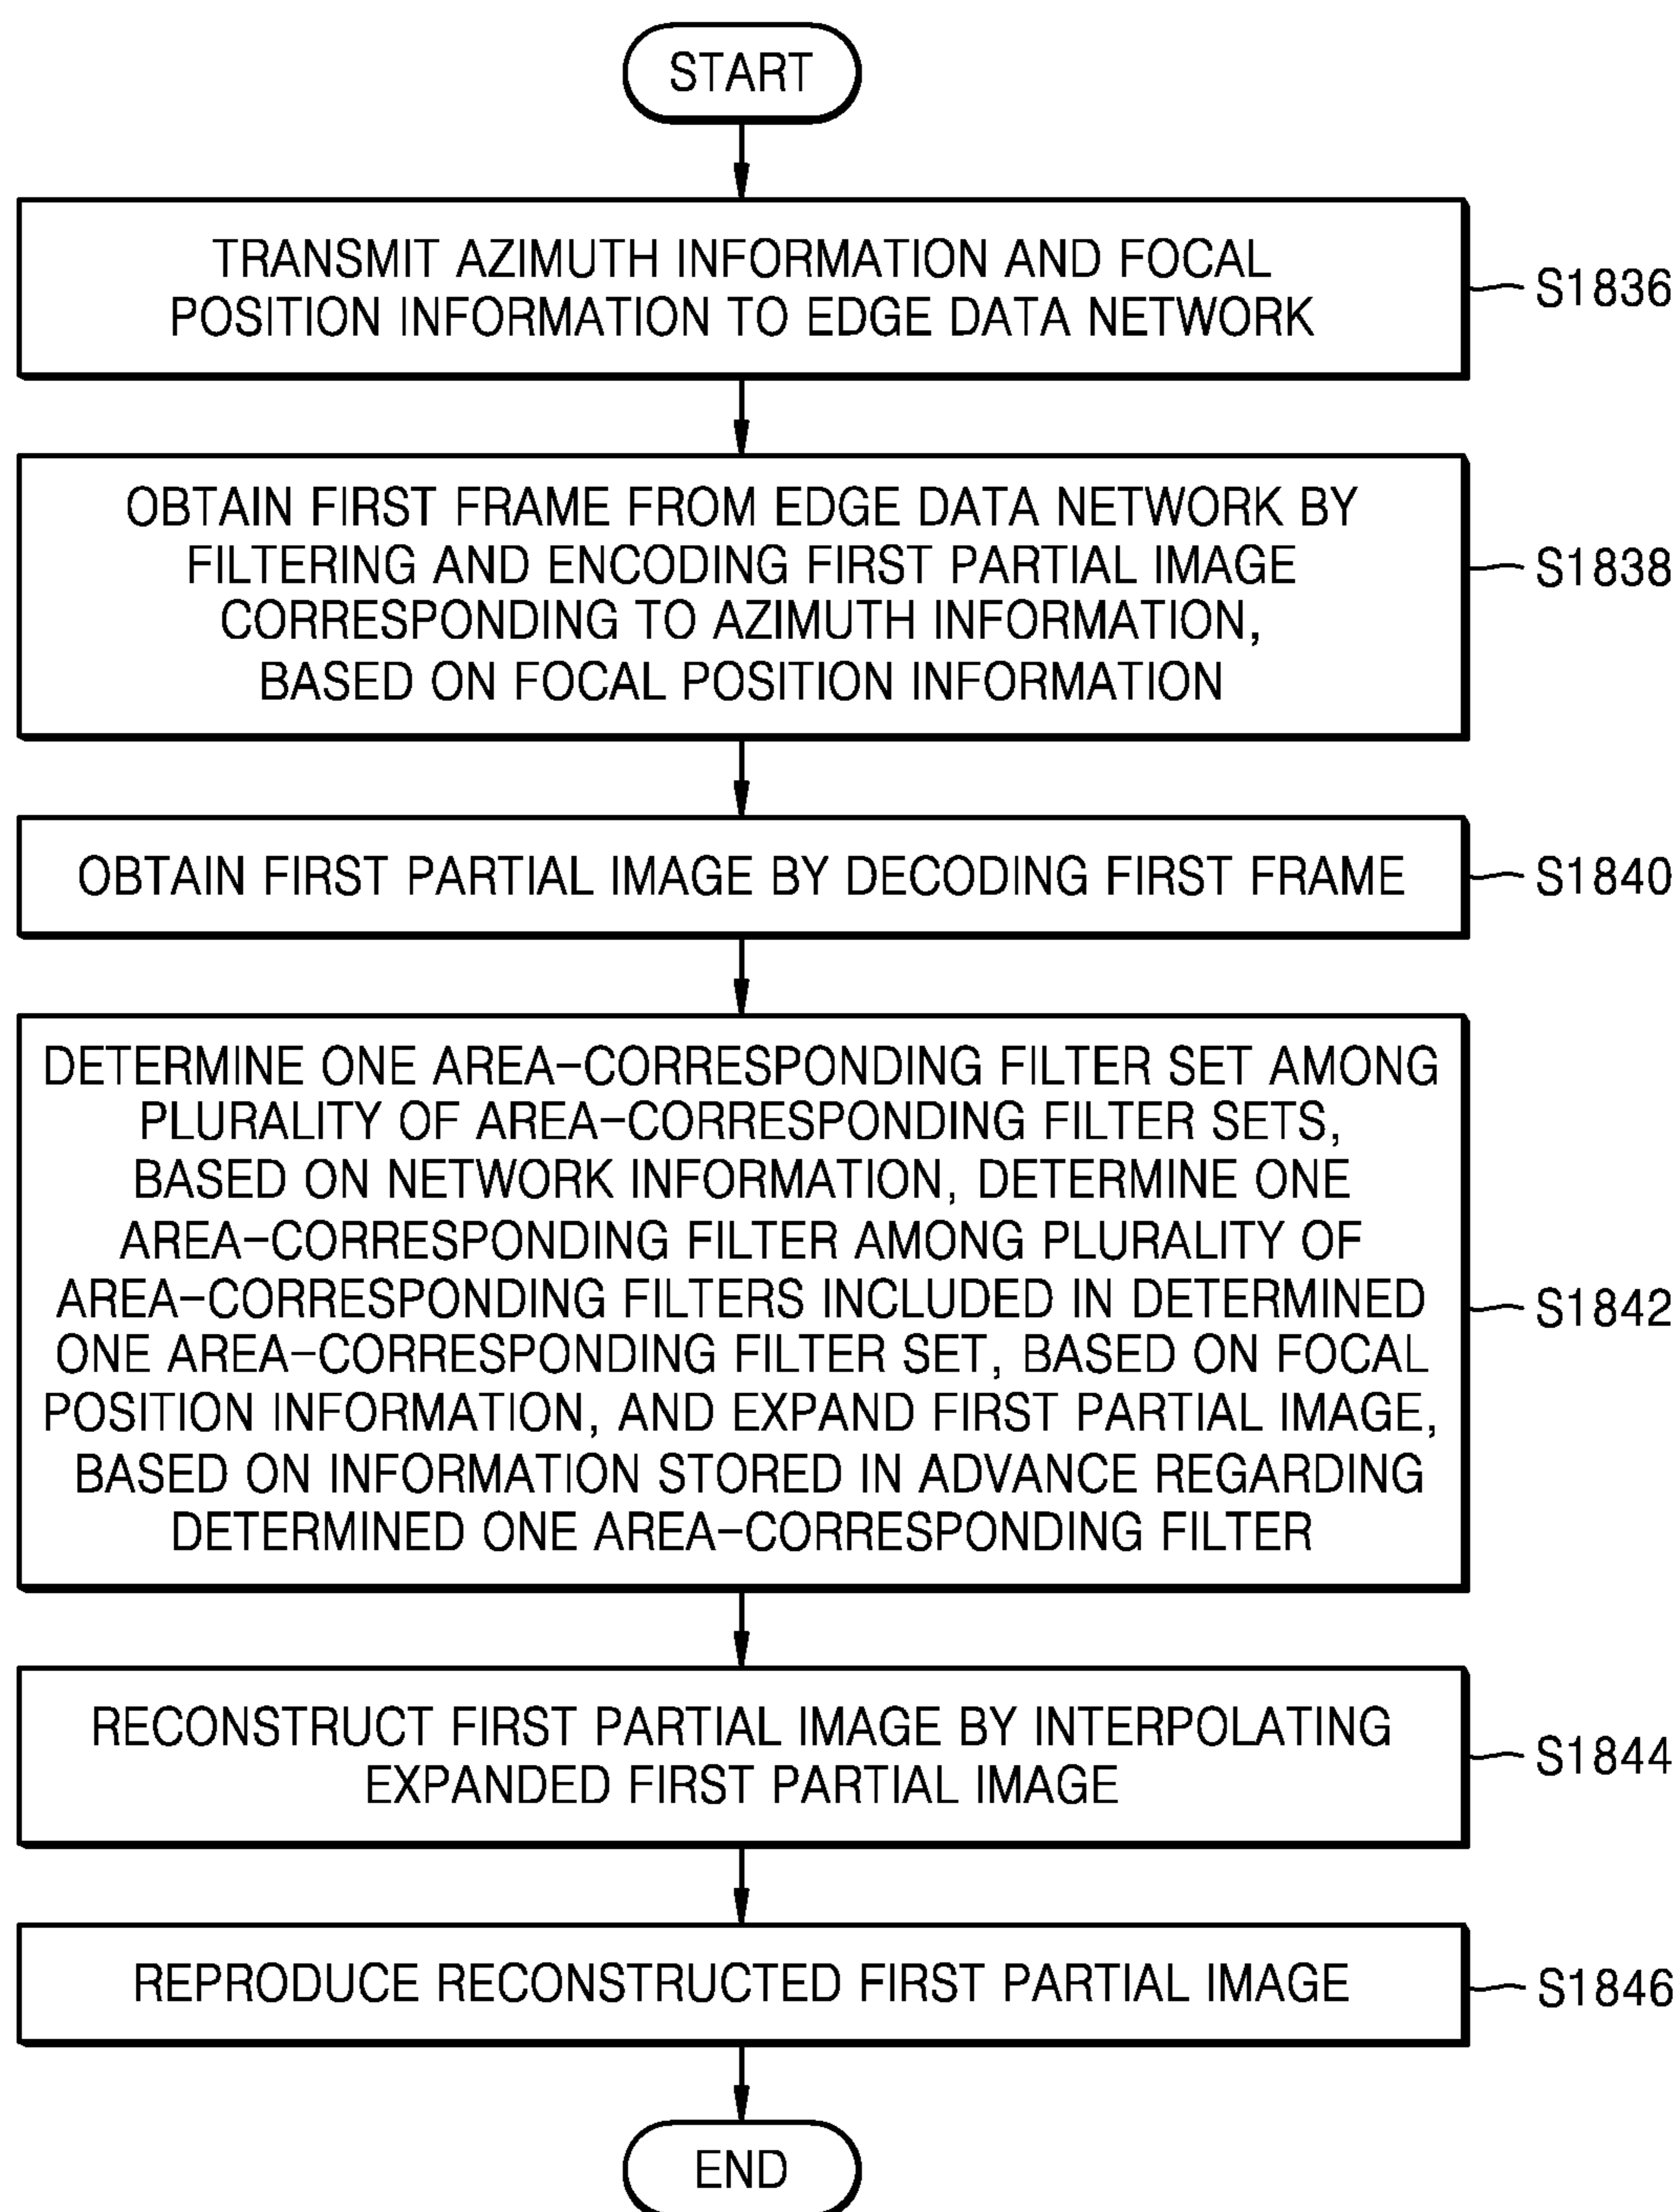 START
TRANSMIT AZIMUTH INFORMATION AND FOCAL
POSITION INFORMATION TO EDGE DATA NETWORK
S1836
OBTAIN FIRST FRAME FROM EDGE DATA NETWORK BY
FILTERING AND ENCODING FIRST PARTIAL IMAGE
CORRESPONDING TO AZIMUTH INFORMATION,
BASED ON FOCAL POSITION INFORMATION
S1838
OBTAIN FIRST PARTIAL IMAGE BY DECODING FIRST FRAME
S1840
DETERMINE ONE AREA-CORRESPONDING FILTER SET AMONG
PLURALITY OF AREA-CORRESPONDING FILTER SETS,
BASED ON NETWORK INFORMATION, DETERMINE ONE
AREA-CORRESPONDING FILTER AMONG PLURALITY OF
AREA-CORRESPONDING FILTERS INCLUDED IN DETERMINED
ONE AREA-CORRESPONDING FILTER SET, BASED ON FOCAL
POSITION INFORMATION, AND EXPAND FIRST PARTIAL IMAGE,
BASED ON INFORMATION STORED IN ADVANCE REGARDING
DETERMINED ONE AREA-CORRESPONDING FILTER
S1842
RECONSTRUCT FIRST PARTIAL IMAGE BY INTERPOLATING
EXPANDED FIRST PARTIAL IMAGE
S1844
REPRODUCE RECONSTRUCTED FIRST PARTIAL IMAGE
S1846
END